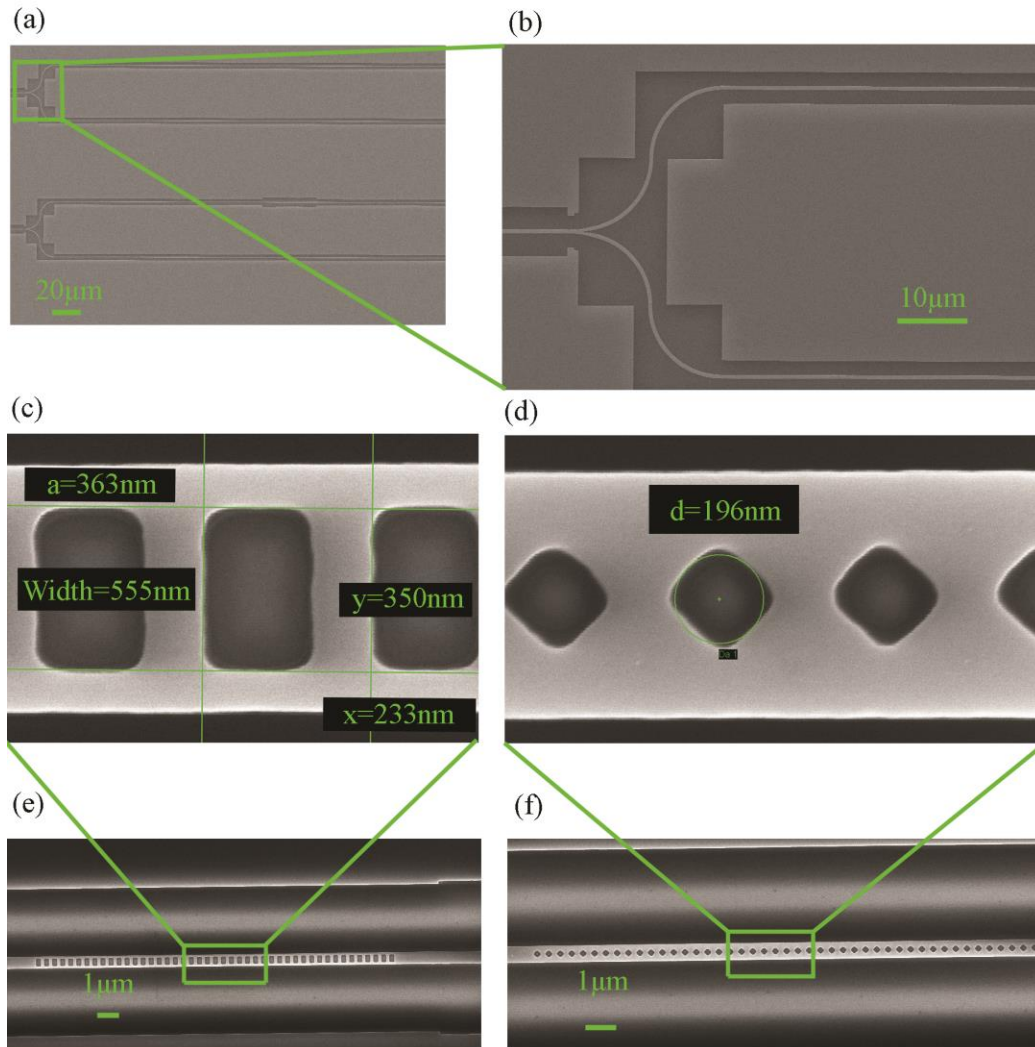 (a)
(b)
20μm
10μm
(c)
(d)
a=363nm
d=196nm
Width=555nm
y=350nm
x=233nm
(e)
(f)
1μm
1μm